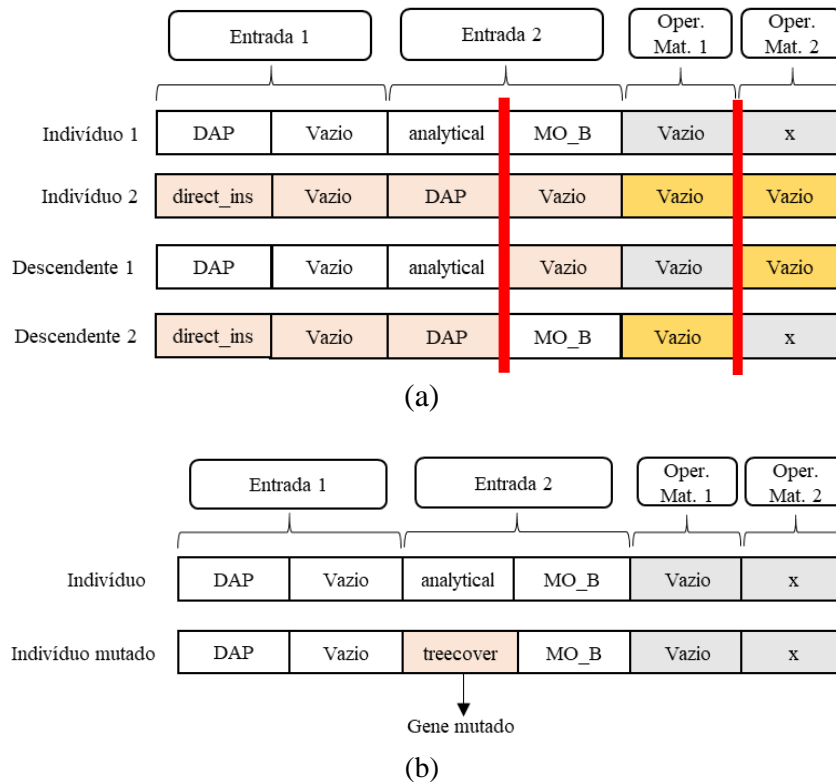 Entrada 1 Entrada 2 Oper. Mat. 1 Oper. Mat. 2
Indivíduo 1 DAP Vazio analytical MO_B Vazio x
Indivíduo 2 direct_ins Vazio DAP Vazio Vazio Vazio
Descendente 1 DAP Vazio analytical Vazio Vazio Vazio
Descendente 2 direct_ins Vazio DAP MO_B Vazio x
(a)
Entrada 1 Entrada 2 Oper. Mat. 1 Oper. Mat. 2
Indivíduo DAP Vazio analytical MO_B Vazio x
Indivíduo mutado DAP Vazio treecover MO_B Vazio x
Gene mutado
(b)